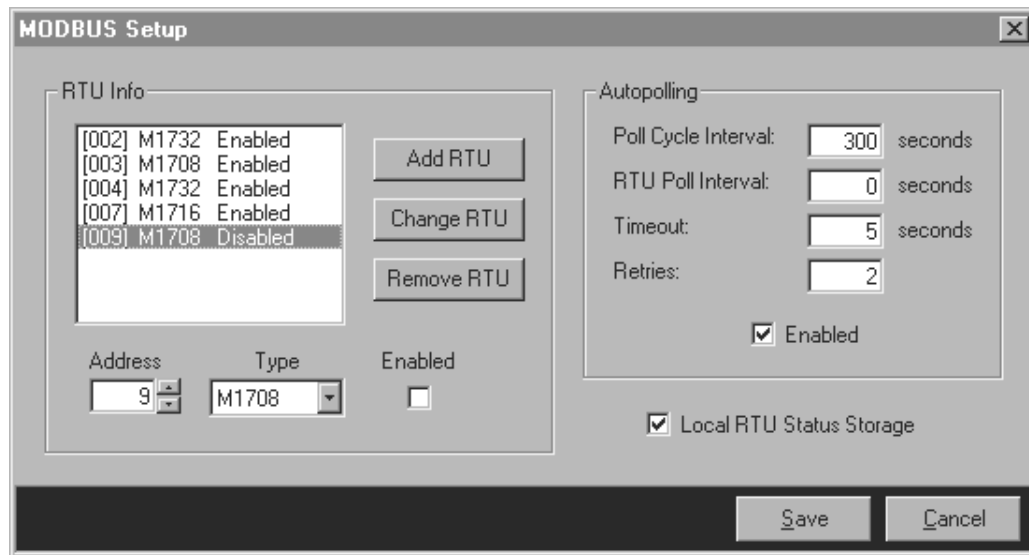 MODBUS Setup
RTU Info
[002] M1732 Enabled
[003] M1708 Enabled
[004] M1732 Enabled
[007] M1716 Enabled
[009] M1708 Disabled
Add RTU
Change RTU
Remove RTU
Address
Type
Enabled
9
M1708
Autopolling
Poll Cycle Interval: 300 seconds
RTU Poll Interval: 0 seconds
Timeout: 5 seconds
Retries: 2
Enabled
Local RTU Status Storage
Save
Cancel